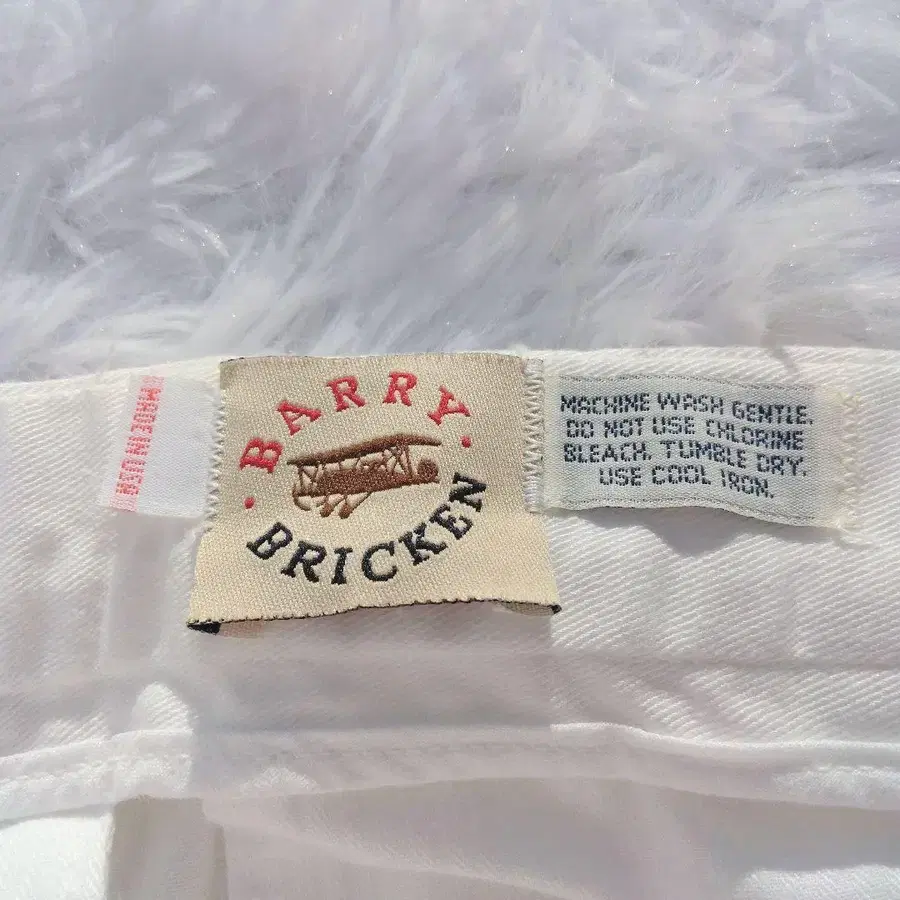 MADE IN USA
BARRY
BRICKEN
MACHINE WASH GENTLE.
DO NOT USE CHLORINE
BLEACH. TUMBLE DRY.
USE COOL IRON.